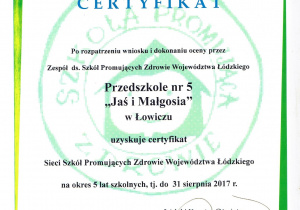 CERTYFIKAT
Po rozpatrzeniu wniosku i dokonaniu oceny przez
Zespół ds. Szkół Promujących Zdrowie Województwa Łódzkiego
Przedszkole nr 5
„Jaś i Małgosia”
w Łowiczu
uzyskuje certyfikat
Sieci Szkół Promujących Zdrowie Województwa Łódzkiego
na okres 5 lat szkolnych, tj. do 31 sierpnia 2017 r.